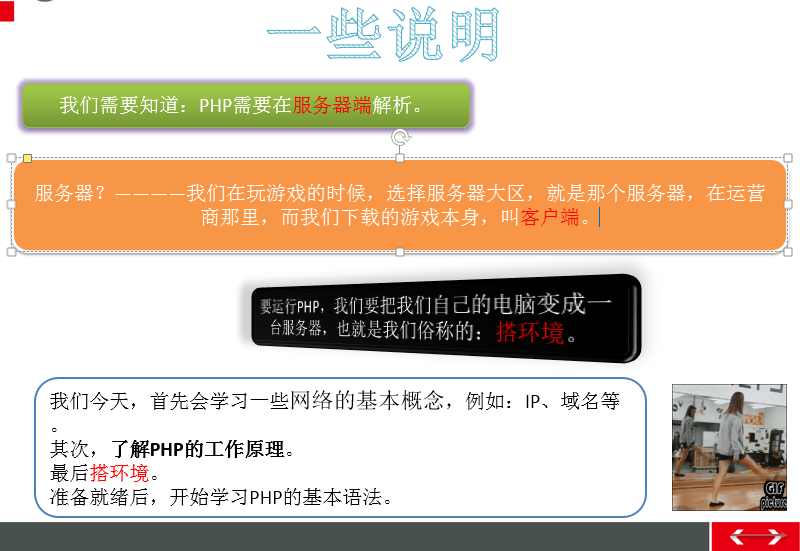 一些说明
我们需要知道：PHP需要在服务器端解析。
服务器？————我们在玩游戏的时候，选择服务器大区，就是那个服务器，在运营
商那里，而我们下载的游戏本身，叫客户端。
要运行PHP，我们要把我们自己的电脑变成一
台服务器，也就是我们俗称的：搭环境。
我们今天，首先会学习一些网络的基本概念，例如：IP、域名等
。
其次，了解PHP的工作原理。
最后搭环境。
准备就绪后，开始学习PHP的基本语法。
GIF
picture